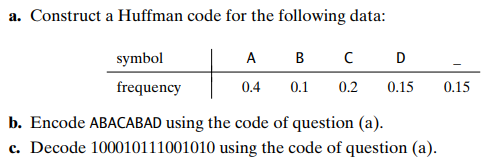 a. Construct a Huffman code for the following data:
symbol A B C D _
frequency 0.4 0.1 0.2 0.15 0.15
b. Encode ABACABAD using the code of question (a).
c. Decode 100010111001010 using the code of question (a).